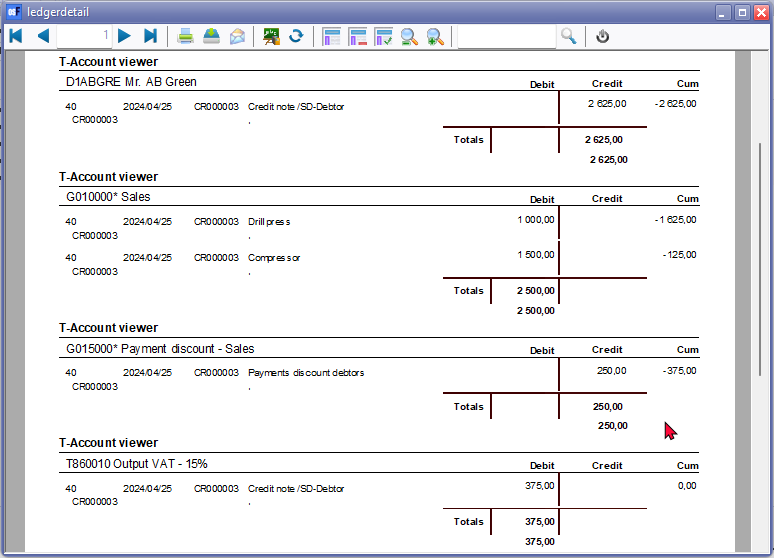 ledgerdetail
1
T-Account viewer
D1ABGRE Mr. AB Green Debit Credit Cum
40 2024/04/25 CR000003 Credit note /SD-Debtor 2 625,00 -2 625,00
CR000003 .
Totals 2 625,00
2 625,00
T-Account viewer
G010000* Sales Debit Credit Cum
40 2024/04/25 CR000003 Drill press 1 000,00 -1 625,00
CR000003 .
40 2024/04/25 CR000003 Compressor 1 500,00 -125,00
CR000003 .
Totals 2 500,00
2 500,00
T-Account viewer
G015000* Payment discount - Sales Debit Credit Cum
40 2024/04/25 CR000003 Payments discount debtors 250,00 -375,00
CR000003 .
Totals 250,00
250,00
T-Account viewer
T860010 Output VAT - 15% Debit Credit Cum
40 2024/04/25 CR000003 Credit note /SD-Debtor 375,00 0,00
CR000003 .
Totals 375,00
375,00